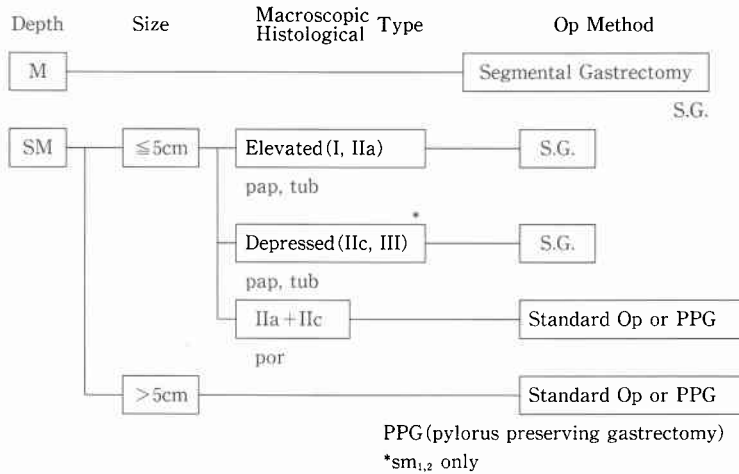 Depth Size Macroscopic Histological Type Op Method
M Segmental Gastrectomy
S.G.
SM ≦5cm Elevated(I, IIa) S.G.
pap, tub
*
Depressed(IIc, III) S.G.
pap, tub
IIa+IIc Standard Op or PPG
por
>5cm Standard Op or PPG
PPG(pylorus preserving gastrectomy)
*sm₁,₂ only